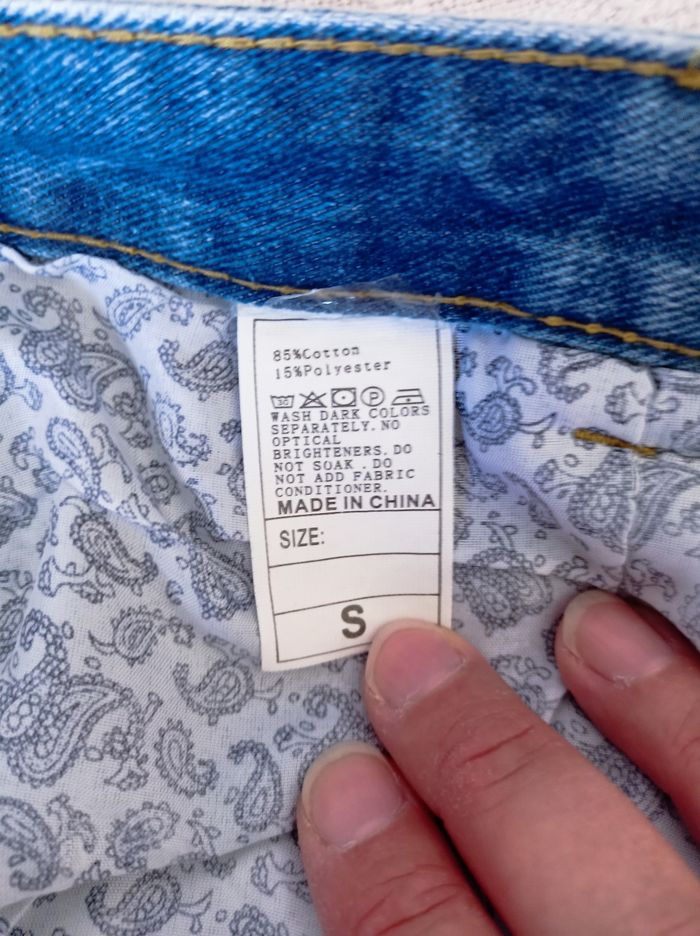 85%Cotton
15%Polyester
30 P
WASH DARK COLORS
SEPARATELY. NO
OPTICAL
BRIGHTENERS. DO
NOT SOAK . DO
NOT ADD FABRIC
CONDITIONER.
MADE IN CHINA
SIZE:
S